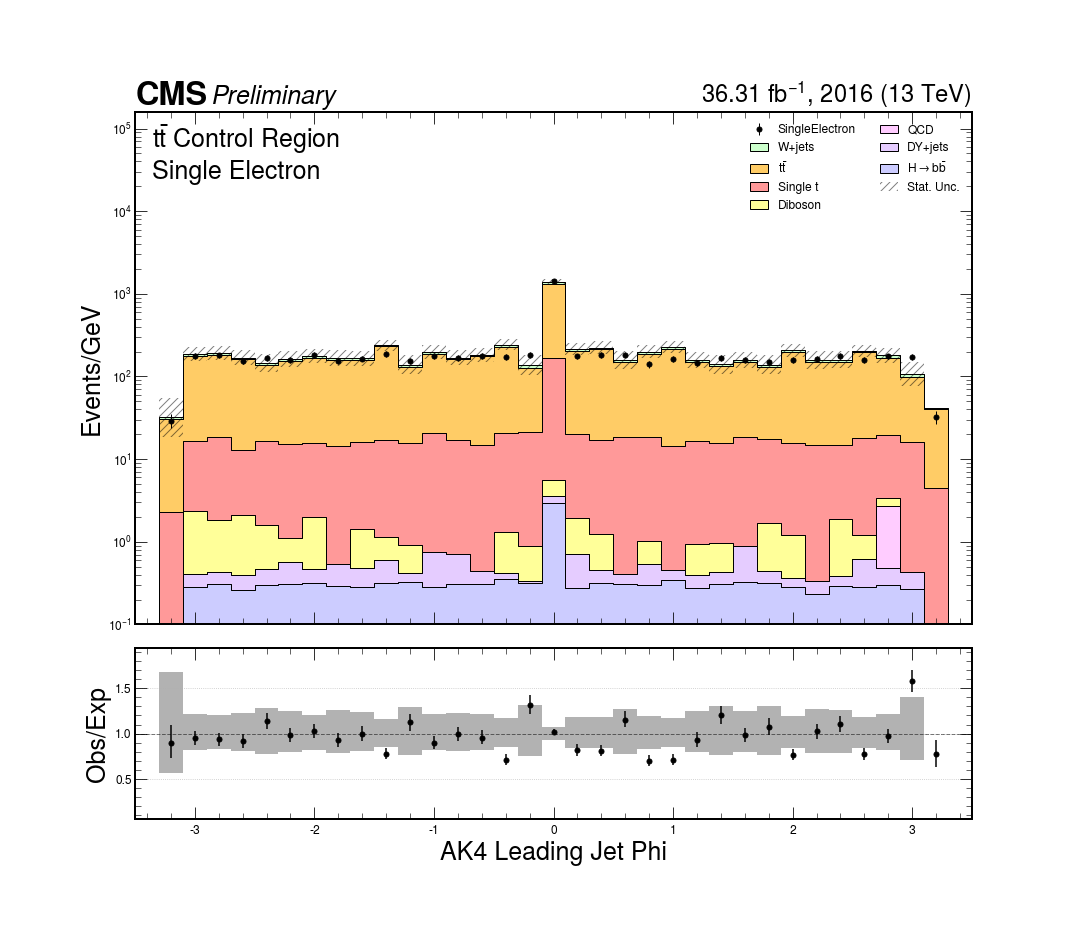 CMS Preliminary 36.31 fb⁻¹, 2016 (13 TeV)
tt̄ Control Region
Single Electron
SingleElectron
W+jets
tt̄
Single t
Diboson
QCD
DY+jets
H→bb̄
Stat. Unc.
Events/GeV
10⁵
10⁴
10³
10²
10¹
10⁰
10⁻¹
Obs/Exp
1.5
1.0
0.5
-3 -2 -1 0 1 2 3
AK4 Leading Jet Phi